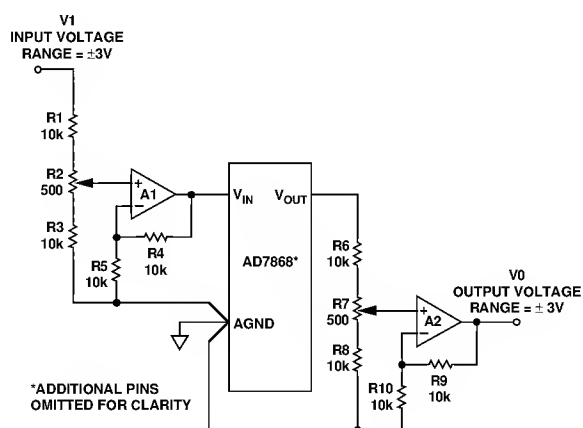 V1
INPUT VOLTAGE
RANGE = ±3V
R1
10k
R2
500
R3
10k
A1
+
–
R4
10k
R5
10k
VIN
VOUT
AD7868*
AGND
R6
10k
R7
500
R8
10k
V0
OUTPUT VOLTAGE
RANGE = ± 3V
A2
+
–
R9
10k
R10
10k
*ADDITIONAL PINS
OMITTED FOR CLARITY